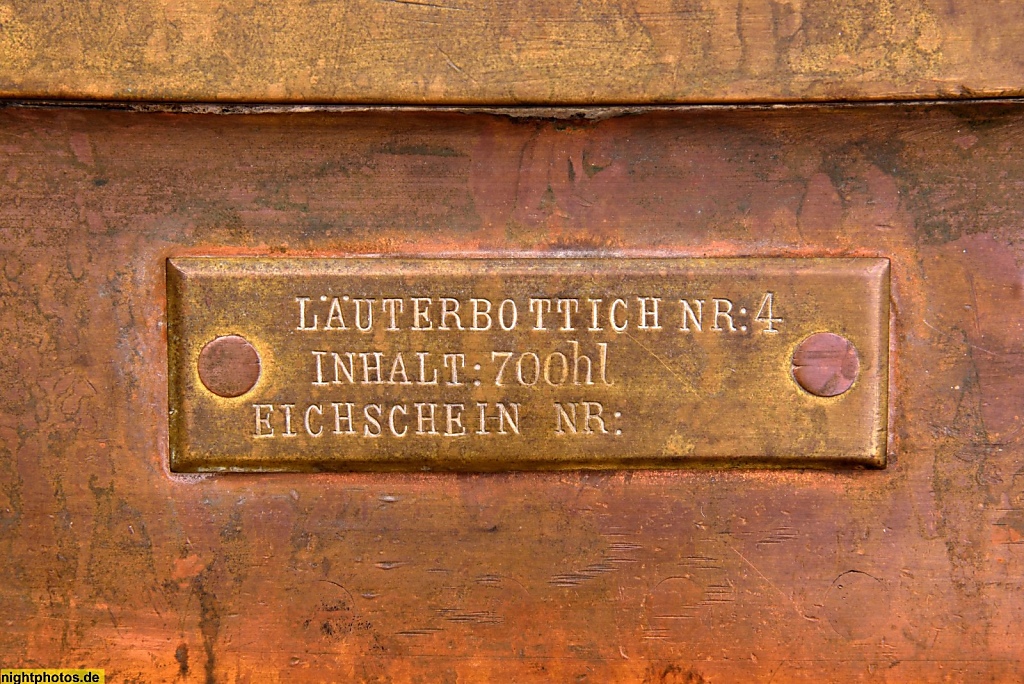 LÄUTERBOTTICH NR: 4
INHALT: 700hl
EICHSCHEIN NR:
nightphotos.de